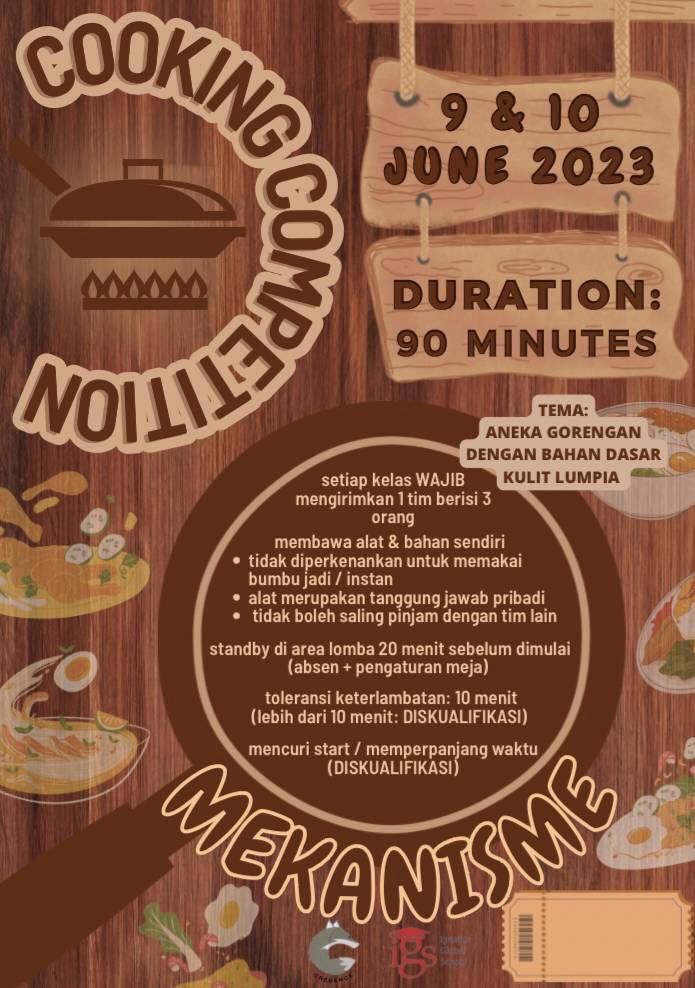 COOKING COMPETITION
9 & 10
JUNE 2023
DURATION:
90 MINUTES
TEMA:
ANEKA GORENGAN
DENGAN BAHAN DASAR
KULIT LUMPIA
setiap kelas WAJIB
mengirimkan 1 tim berisi 3
orang
membawa alat & bahan sendiri
• tidak diperkenankan untuk memakai
bumbu jadi / instan
• alat merupakan tanggung jawab pribadi
• tidak boleh saling pinjam dengan tim lain
standby di area lomba 20 menit sebelum dimulai
(absen + pengaturan meja)
toleransi keterlambatan: 10 menit
(lebih dari 10 menit: DISKUALIFIKASI)
mencuri start / memperpanjang waktu
(DISKUALIFIKASI)
MEKANISME
igs
Global
School